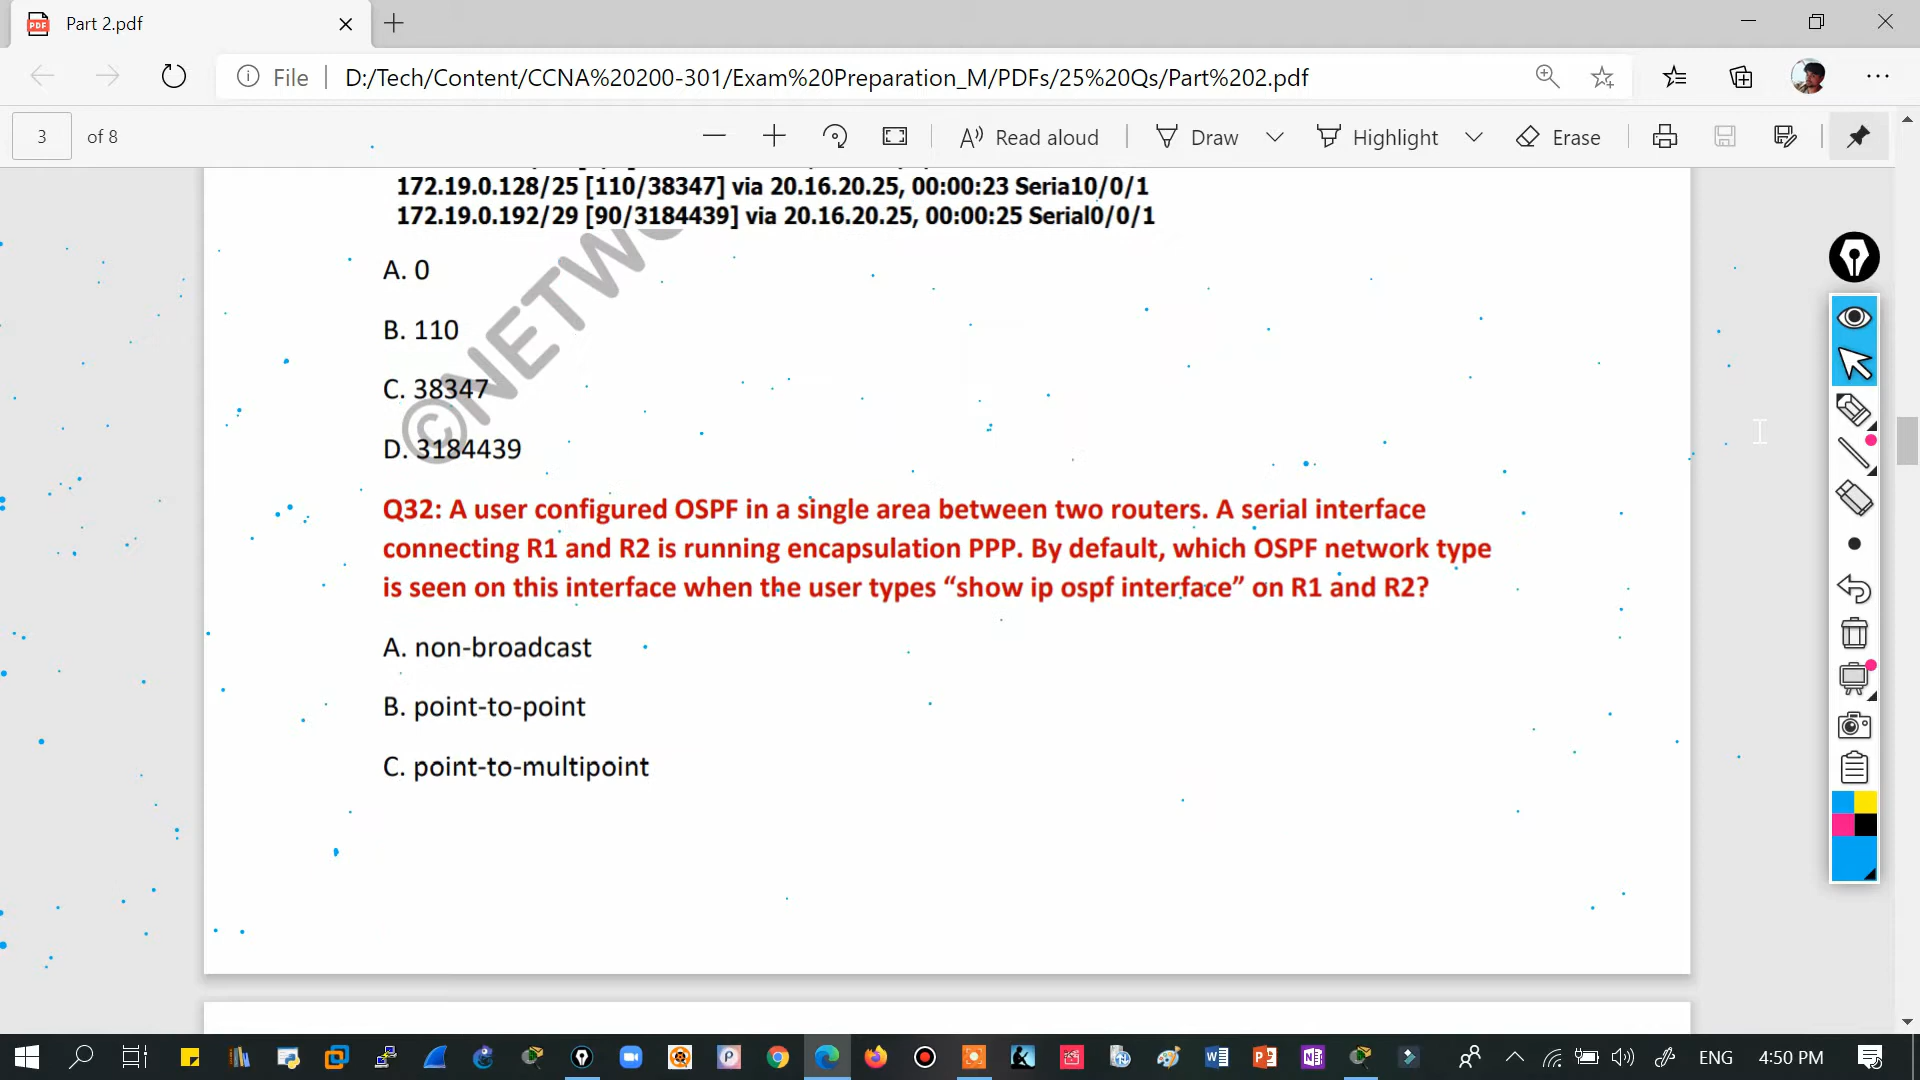 Part 2.pdf
File
D:/Tech/Content/CCNA%20200-301/Exam%20Preparation_M/PDFs/25%20Qs/Part%202.pdf
3 of 8
Read aloud
Draw
Highlight
Erase
172.19.0.128/25 [110/38347] via 20.16.20.25, 00:00:23 Seria10/0/1
172.19.0.192/29 [90/3184439] via 20.16.20.25, 00:00:25 Serial0/0/1
A. 0
B. 110
C. 38347
D. 3184439
Q32: A user configured OSPF in a single area between two routers. A serial interface
connecting R1 and R2 is running encapsulation PPP. By default, which OSPF network type
is seen on this interface when the user types “show ip ospf interface” on R1 and R2?
A. non-broadcast
B. point-to-point
C. point-to-multipoint
ENG
4:50 PM